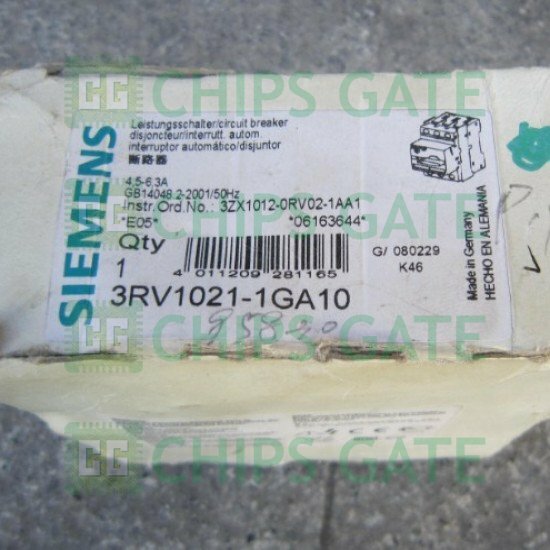 CHIPS GATE
SIEMENS
Leistungsschalter/circuit breaker
disjoncteur/interrutt. autom.
interruptor automático/disjuntor
断路器
4,5-6,3A
GB14048.2-2001/50Hz
Instr.Ord.No.: 3ZX1012-0RV02-1AA1
*E05* *06163644*
Qty
1
4 011209 281165
G/ 080229
K46
Made in Germany
HECHO EN ALEMANIA
3RV1021-1GA10
CHIPS GATE
CHIPS GATE
CHIPS GATE
CHIPS GATE